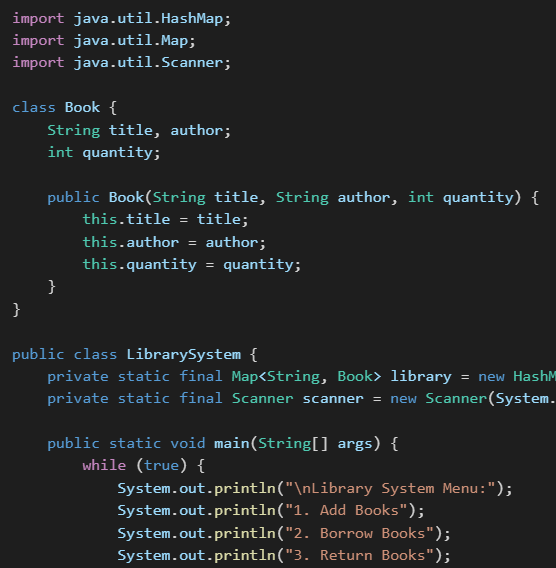 import java.util.HashMap;
import java.util.Map;
import java.util.Scanner;

class Book {
    String title, author;
    int quantity;

    public Book(String title, String author, int quantity) {
        this.title = title;
        this.author = author;
        this.quantity = quantity;
    }
}

public class LibrarySystem {
    private static final Map<String, Book> library = new HashM
    private static final Scanner scanner = new Scanner(System.

    public static void main(String[] args) {
        while (true) {
            System.out.println("\nLibrary System Menu:");
            System.out.println("1. Add Books");
            System.out.println("2. Borrow Books");
            System.out.println("3. Return Books");